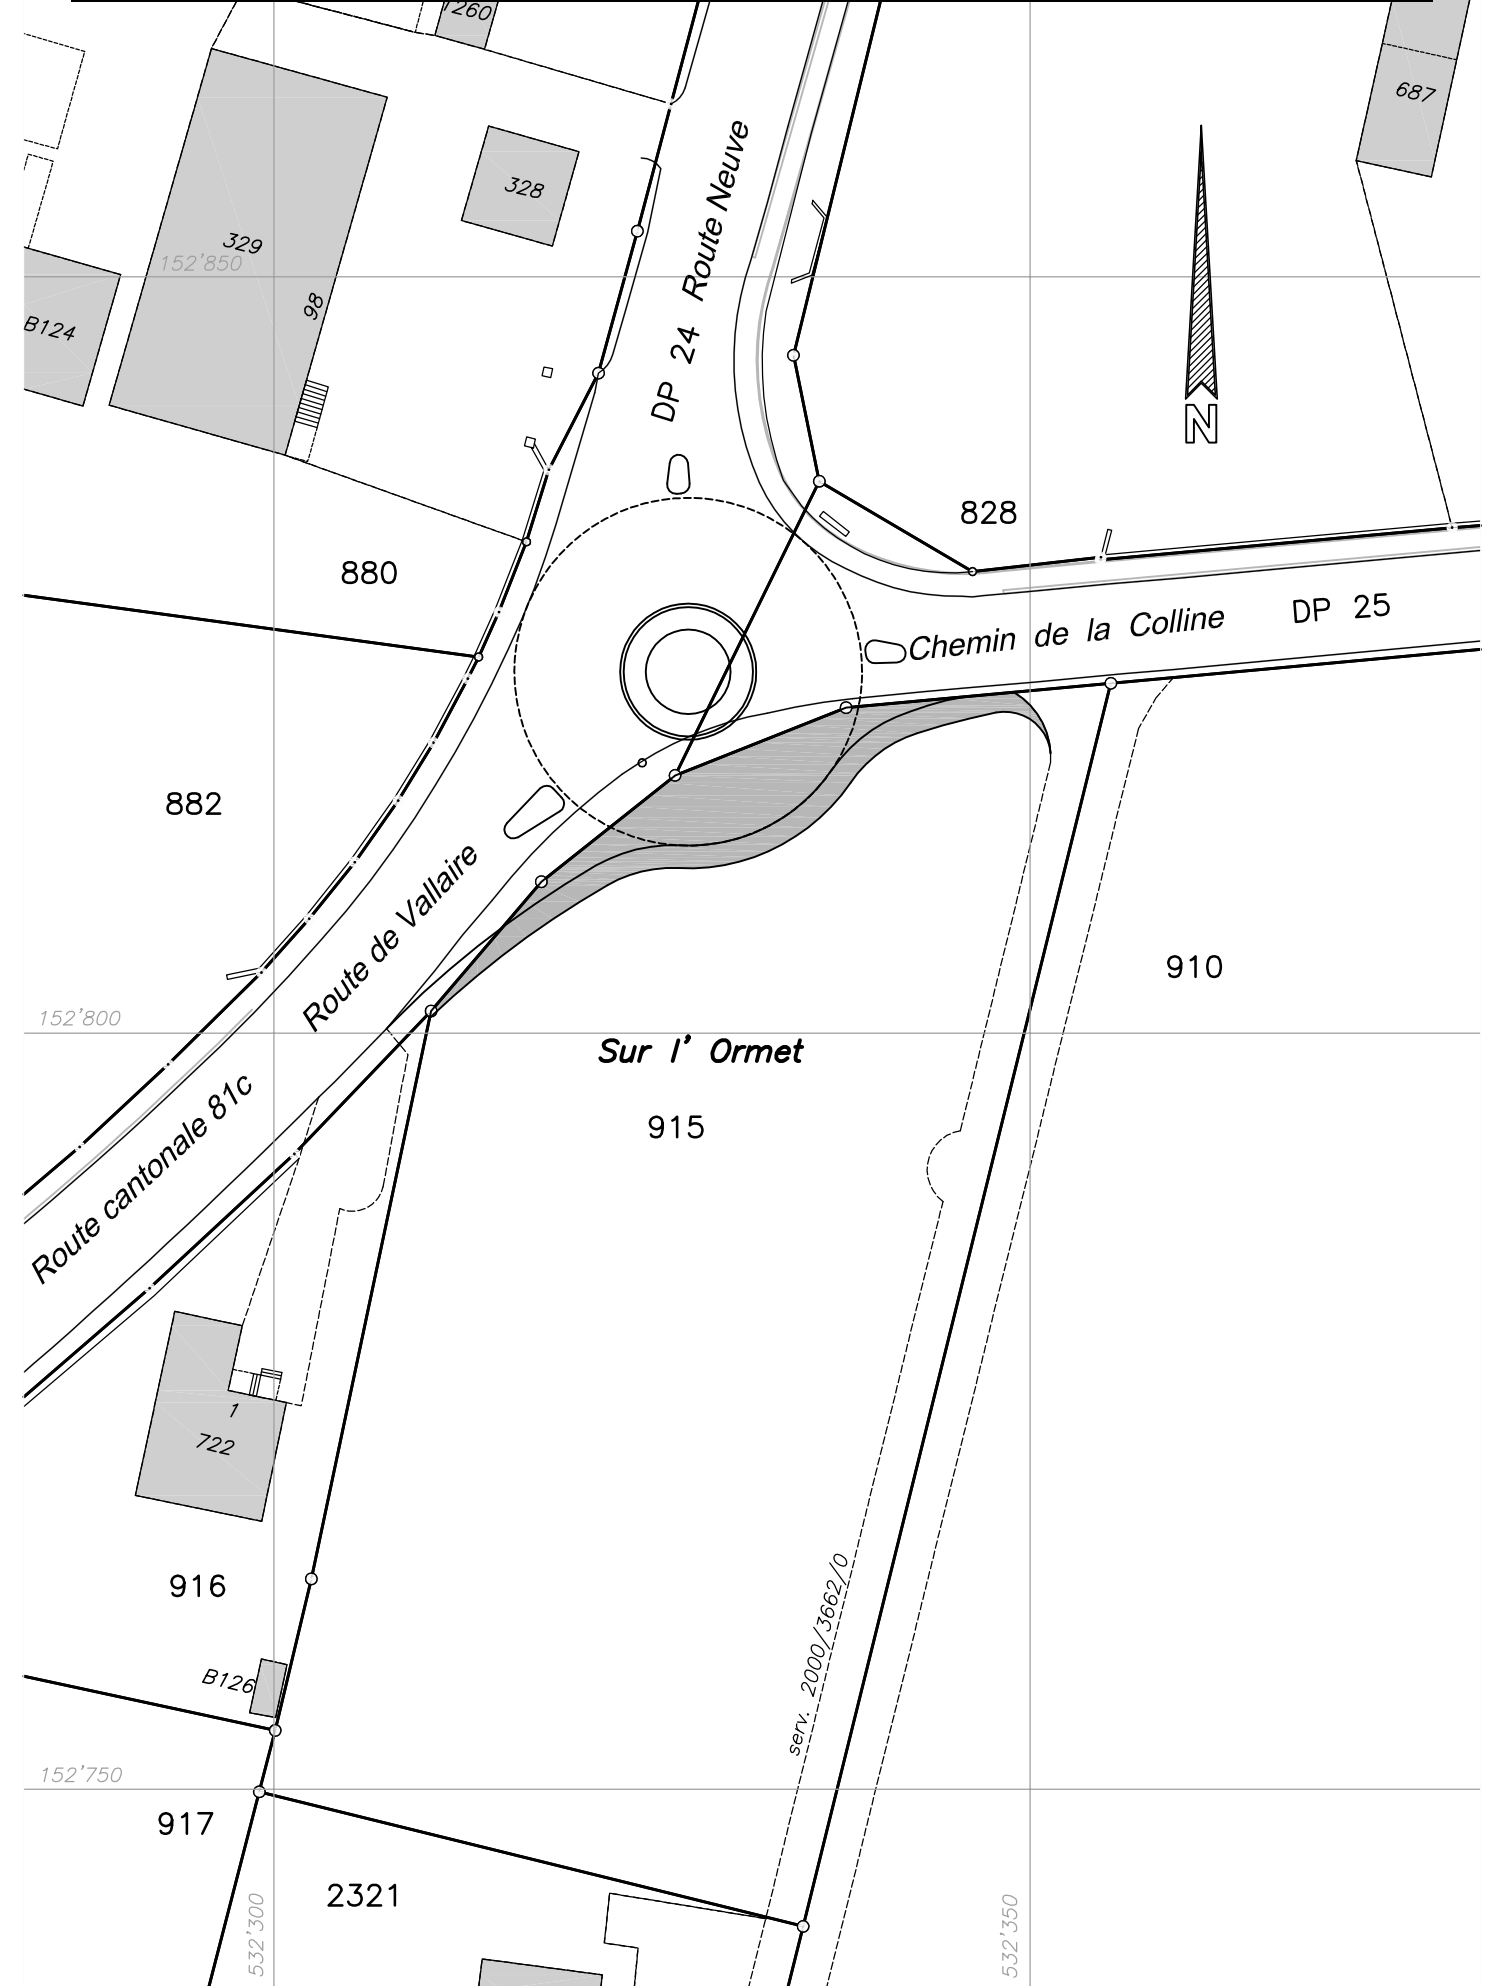 687
328
DP 24 Route Neuve
329
152'850
98
B124
N
828
880
Chemin de la Colline DP 25
882
Route de Vallaire
910
152'800
Sur l' Ormet
915
Route cantonale 81c
1
722
916
serv. 2000/3662/0
B126
152'750
917
2321
532'300
532'350